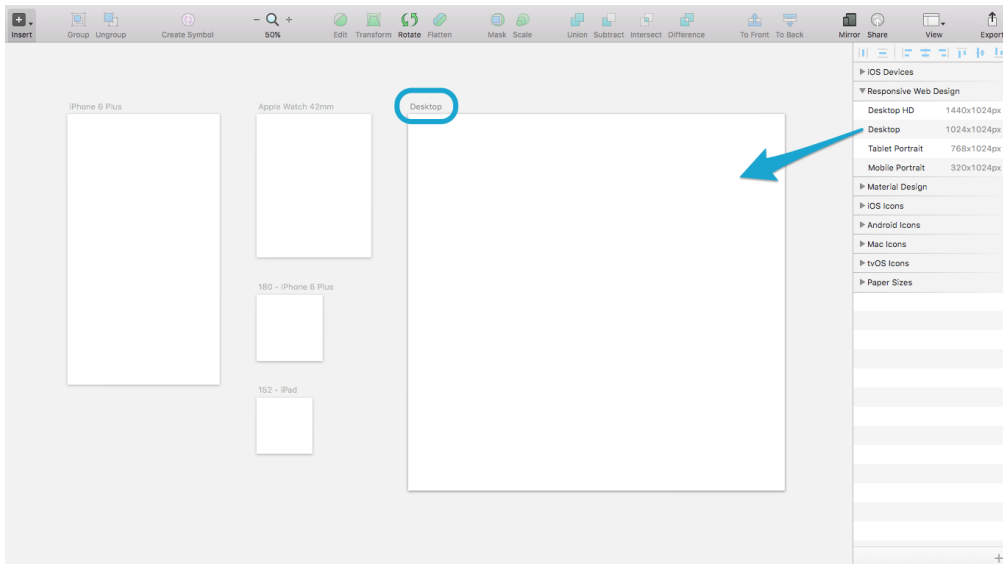 Insert Group Ungroup Create Symbol 50% Edit Transform Rotate Flatten Mask Scale Union Subtract Intersect Difference To Front To Back Mirror Share View Export
iPhone 6 Plus
Apple Watch 42mm
Desktop
180 - iPhone 6 Plus
152 - iPad
iOS Devices
Responsive Web Design
Desktop HD 1440x1024px
Desktop 1024x1024px
Tablet Portrait 768x1024px
Mobile Portrait 320x1024px
Material Design
iOS Icons
Android Icons
Mac Icons
tvOS Icons
Paper Sizes